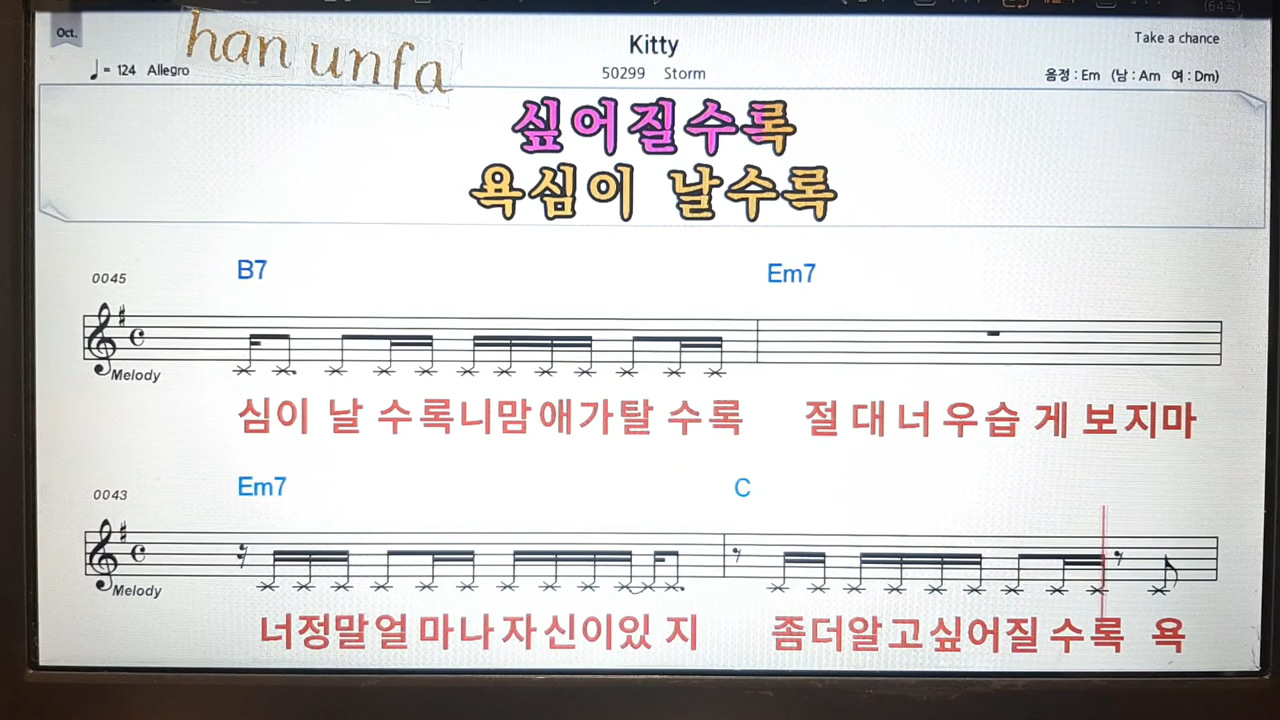 (64곡)
Oct.
han unfa
Kitty
Take a chance
♩= 124 Allegro
50299 Storm
음정 : Em (남 : Am 여 : Dm)
싶어질수록
욕심이 날수록
0045
B7
Em7
Melody
심이 날 수록니맘애가탈 수록 절대너우습 게 보지마
0043
Em7
C
Melody
너정말얼마나자신이있 지 좀더알고싶어질수록 욕